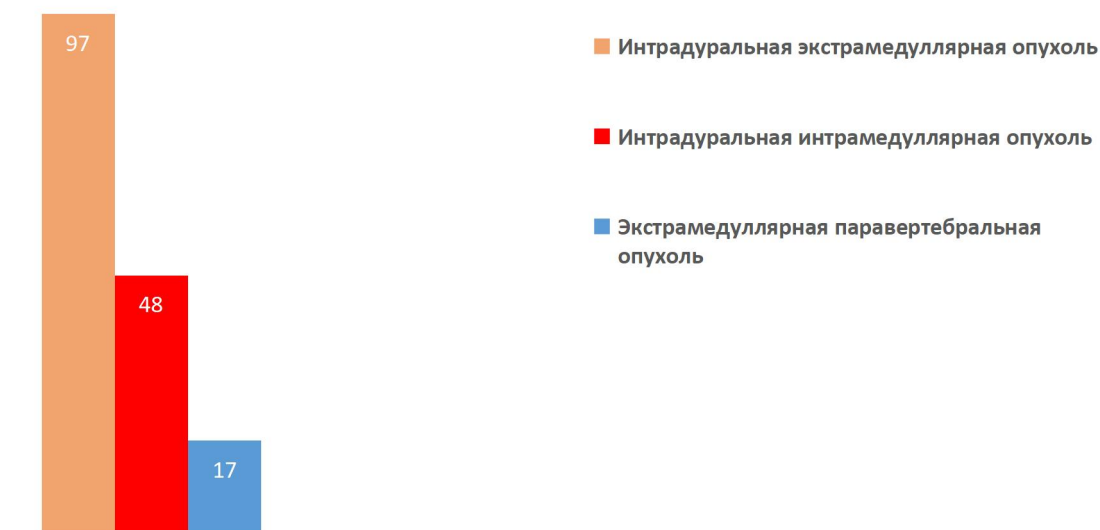 97
48
17
Интрадуральная экстрамедуллярная опухоль
Интрадуральная интрамедуллярная опухоль
Экстрамедуллярная паравертебральная
опухоль